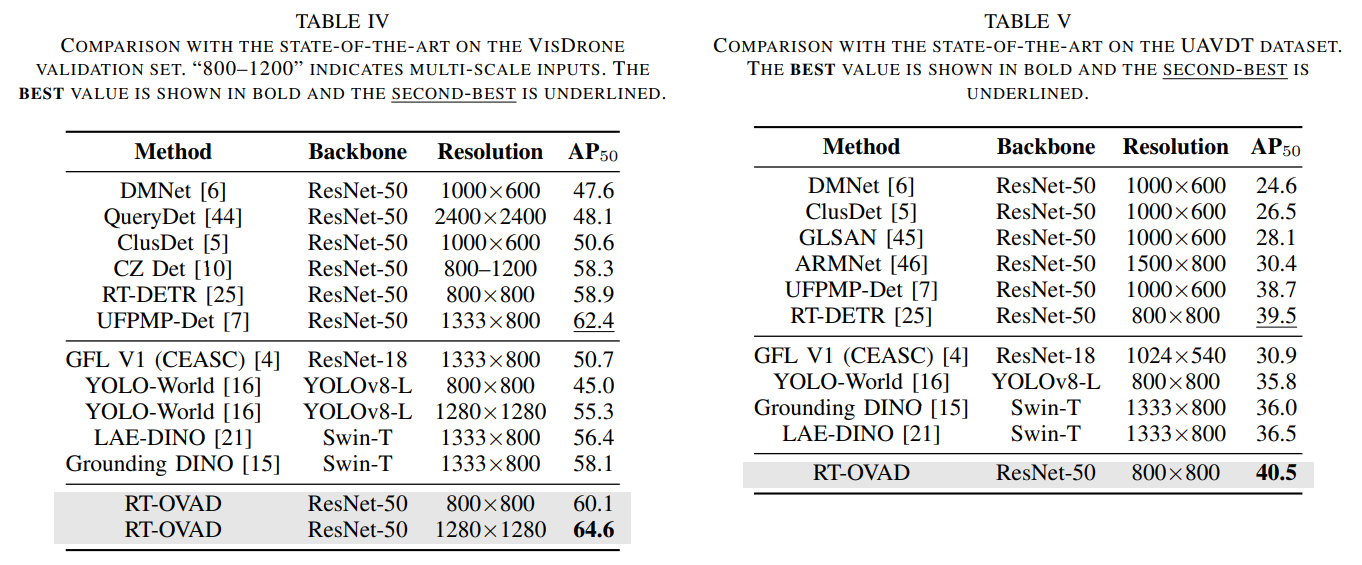 TABLE IV
COMPARISON WITH THE STATE-OF-THE-ART ON THE VISDRONE
VALIDATION SET. “800–1200” INDICATES MULTI-SCALE INPUTS. THE
BEST VALUE IS SHOWN IN BOLD AND THE SECOND-BEST IS UNDERLINED.
Method Backbone Resolution AP50
DMNet [6] ResNet-50 1000×600 47.6
QueryDet [44] ResNet-50 2400×2400 48.1
ClusDet [5] ResNet-50 1000×600 50.6
CZ Det [10] ResNet-50 800–1200 58.3
RT-DETR [25] ResNet-50 800×800 58.9
UFPMP-Det [7] ResNet-50 1333×800 62.4
GFL V1 (CEASC) [4] ResNet-18 1333×800 50.7
YOLO-World [16] YOLOv8-L 800×800 45.0
YOLO-World [16] YOLOv8-L 1280×1280 55.3
LAE-DINO [21] Swin-T 1333×800 56.4
Grounding DINO [15] Swin-T 1333×800 58.1
RT-OVAD ResNet-50 800×800 60.1
RT-OVAD ResNet-50 1280×1280 64.6
TABLE V
COMPARISON WITH THE STATE-OF-THE-ART ON THE UAVDT DATASET.
THE BEST VALUE IS SHOWN IN BOLD AND THE SECOND-BEST IS
UNDERLINED.
Method Backbone Resolution AP50
DMNet [6] ResNet-50 1000×600 24.6
ClusDet [5] ResNet-50 1000×600 26.5
GLSAN [45] ResNet-50 1000×600 28.1
ARMNet [46] ResNet-50 1500×800 30.4
UFPMP-Det [7] ResNet-50 1000×600 38.7
RT-DETR [25] ResNet-50 800×800 39.5
GFL V1 (CEASC) [4] ResNet-18 1024×540 30.9
YOLO-World [16] YOLOv8-L 800×800 35.8
Grounding DINO [15] Swin-T 1333×800 36.0
LAE-DINO [21] Swin-T 1333×800 36.5
RT-OVAD ResNet-50 800×800 40.5